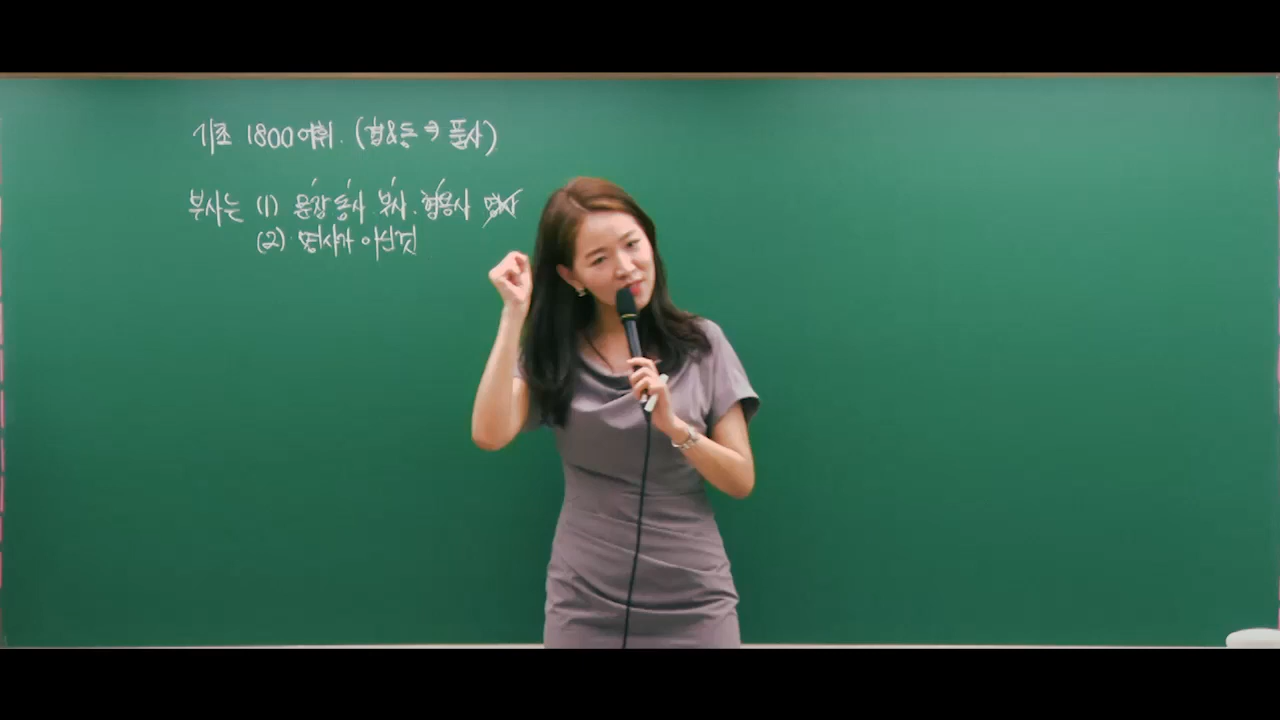 기초 1800어휘. (형&동 → 품사)
부사는 (1) 문장 동사 부사. 형용사 명사
(2) 명사가 아닌것